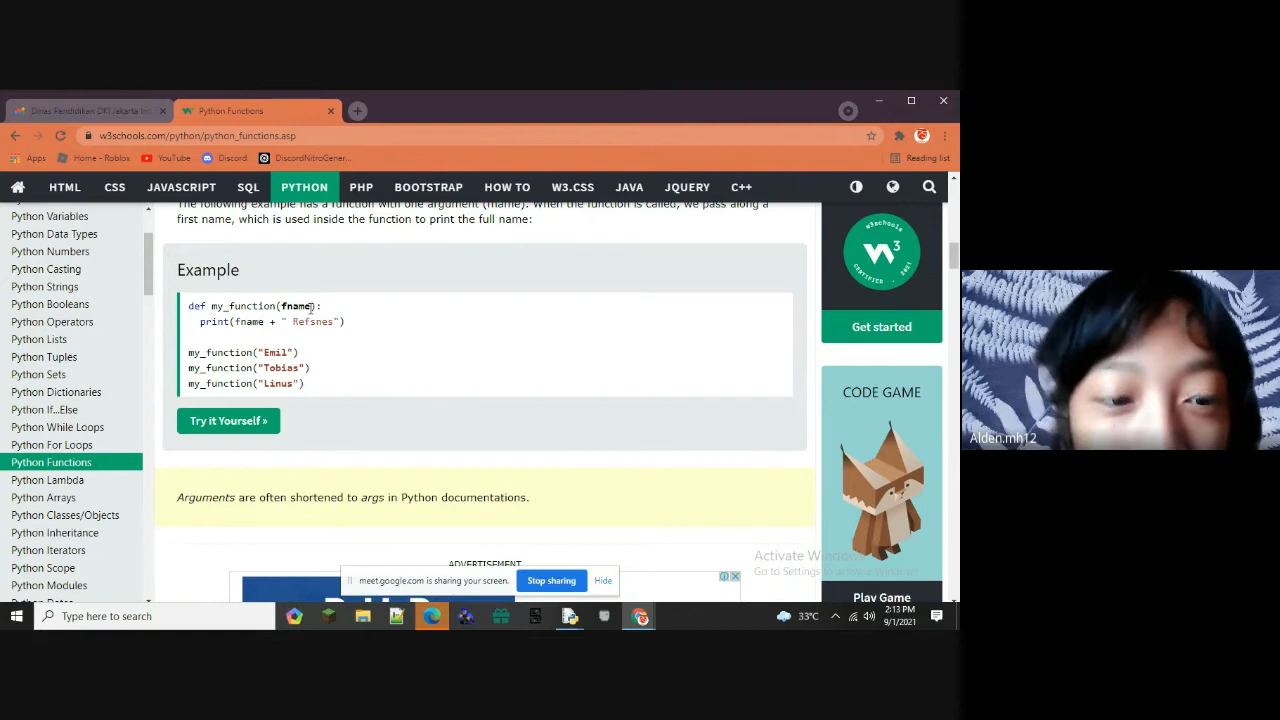 Dinas Pendidikan DKI Jakarta Ins
Python Functions
w3schools.com/python/python_functions.asp
Apps
Home - Roblox
YouTube
Discord
DiscordNitroGener...
Reading list
HTML
CSS
JAVASCRIPT
SQL
PYTHON
PHP
BOOTSTRAP
HOW TO
W3.CSS
JAVA
JQUERY
C++
Python Variables
Python Data Types
Python Numbers
Python Casting
Python Strings
Python Booleans
Python Operators
Python Lists
Python Tuples
Python Sets
Python Dictionaries
Python If...Else
Python While Loops
Python For Loops
Python Functions
Python Lambda
Python Arrays
Python Classes/Objects
Python Inheritance
Python Iterators
Python Scope
Python Modules
The following example has a function with one argument (fname). When the function is called, we pass along a
first name, which is used inside the function to print the full name:
Example
def my_function(fname):
print(fname + " Refsnes")
my_function("Emil")
my_function("Tobias")
my_function("Linus")
Try it Yourself »
Arguments are often shortened to args in Python documentations.
ADVERTISEMENT
w3schools
W3
CERTIFIED . 2021
Get started
CODE GAME
Play Game
Activate Windows
Go to Settings to activate Windows.
meet.google.com is sharing your screen.
Stop sharing
Hide
Type here to search
33°C
2:13 PM
9/1/2021
Alden.mh12